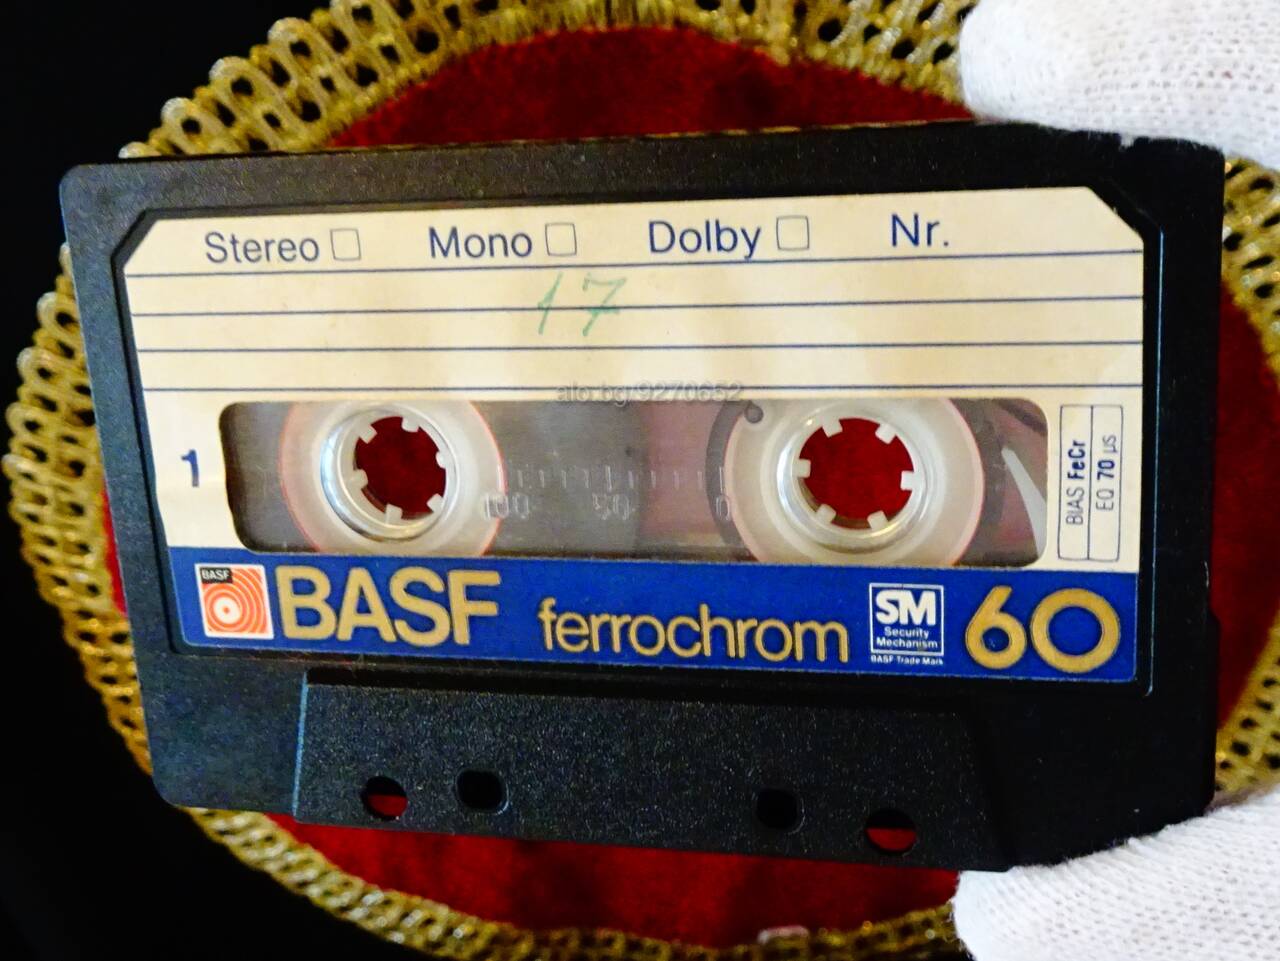 Stereo Mono Dolby Nr.
17
alo.bg/9270652
1
100 50 0
BIAS FeCr
EQ 70 µs
BASF
BASF ferrochrom
SM
Security
Mechanism
BASF Trade Mark
60